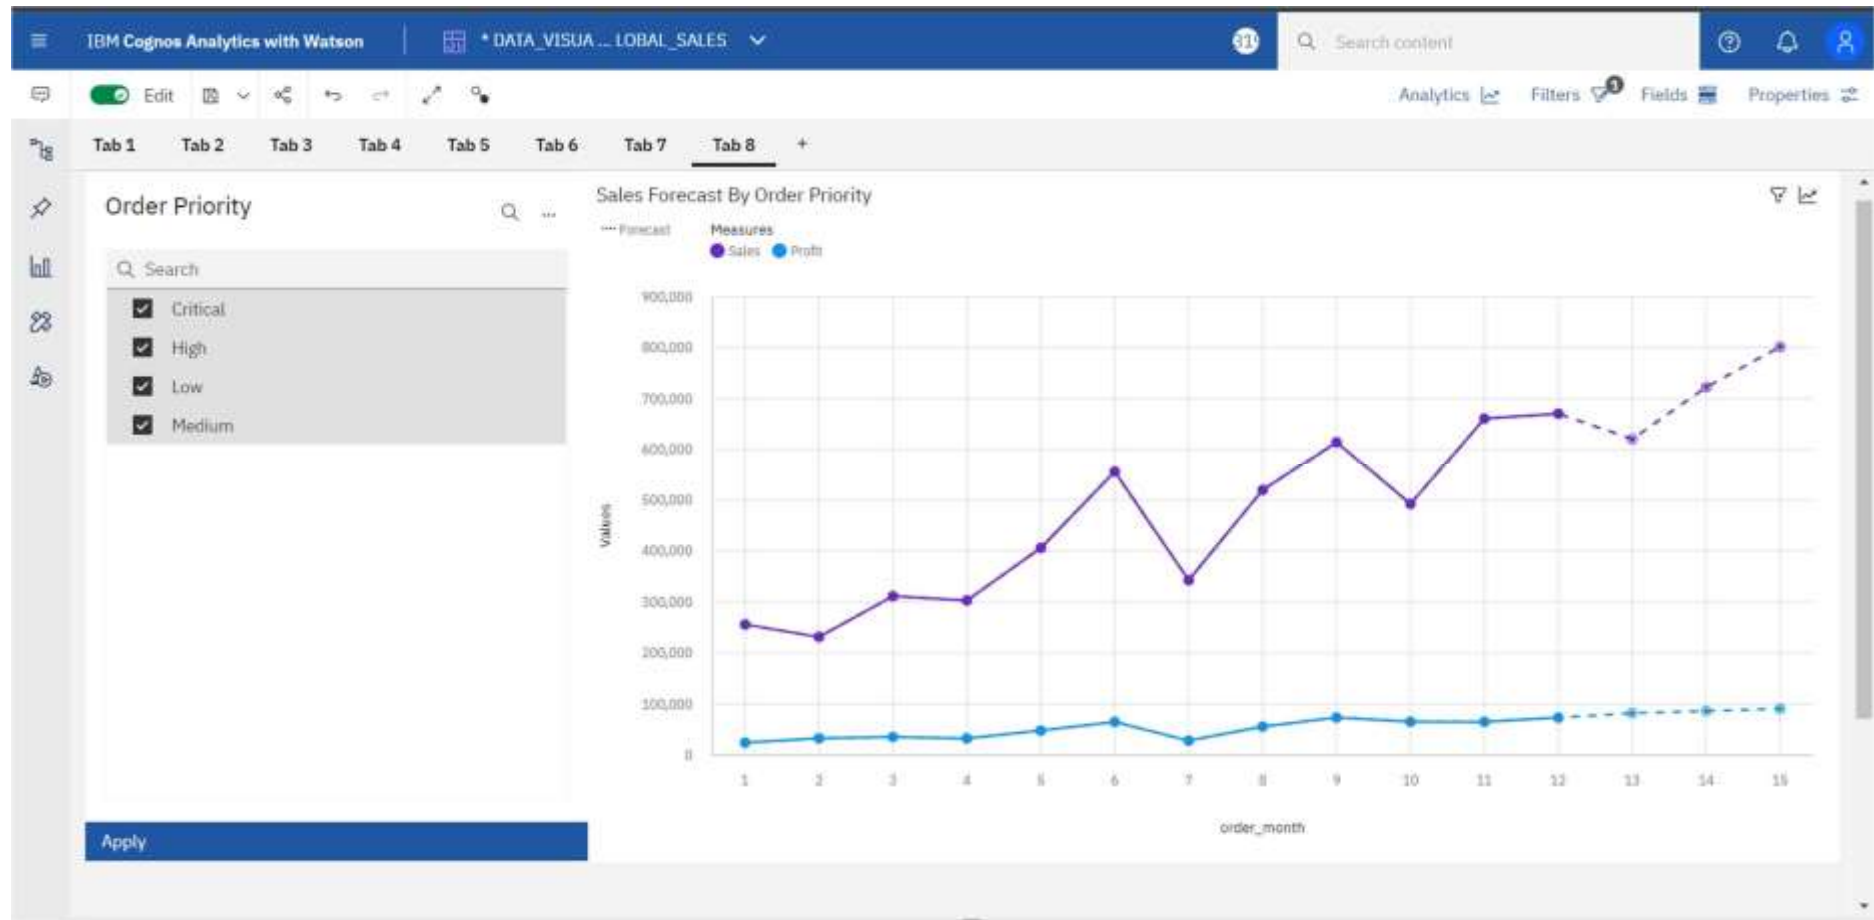 IBM Cognos Analytics with Watson
* DATA_VISUA ... LOBAL_SALES
Search content
Edit
Analytics
Filters
Fields
Properties
Tab 1 Tab 2 Tab 3 Tab 4 Tab 5 Tab 6 Tab 7 Tab 8 +
Order Priority
...
Search
Critical
High
Low
Medium
Apply
Sales Forecast By Order Priority
Forecast
Measures
Sales Profit
900,000
800,000
700,000
600,000
500,000
400,000
300,000
200,000
100,000
0
Values
1 2 3 4 5 6 7 8 9 10 11 12 13 14 15
order_month